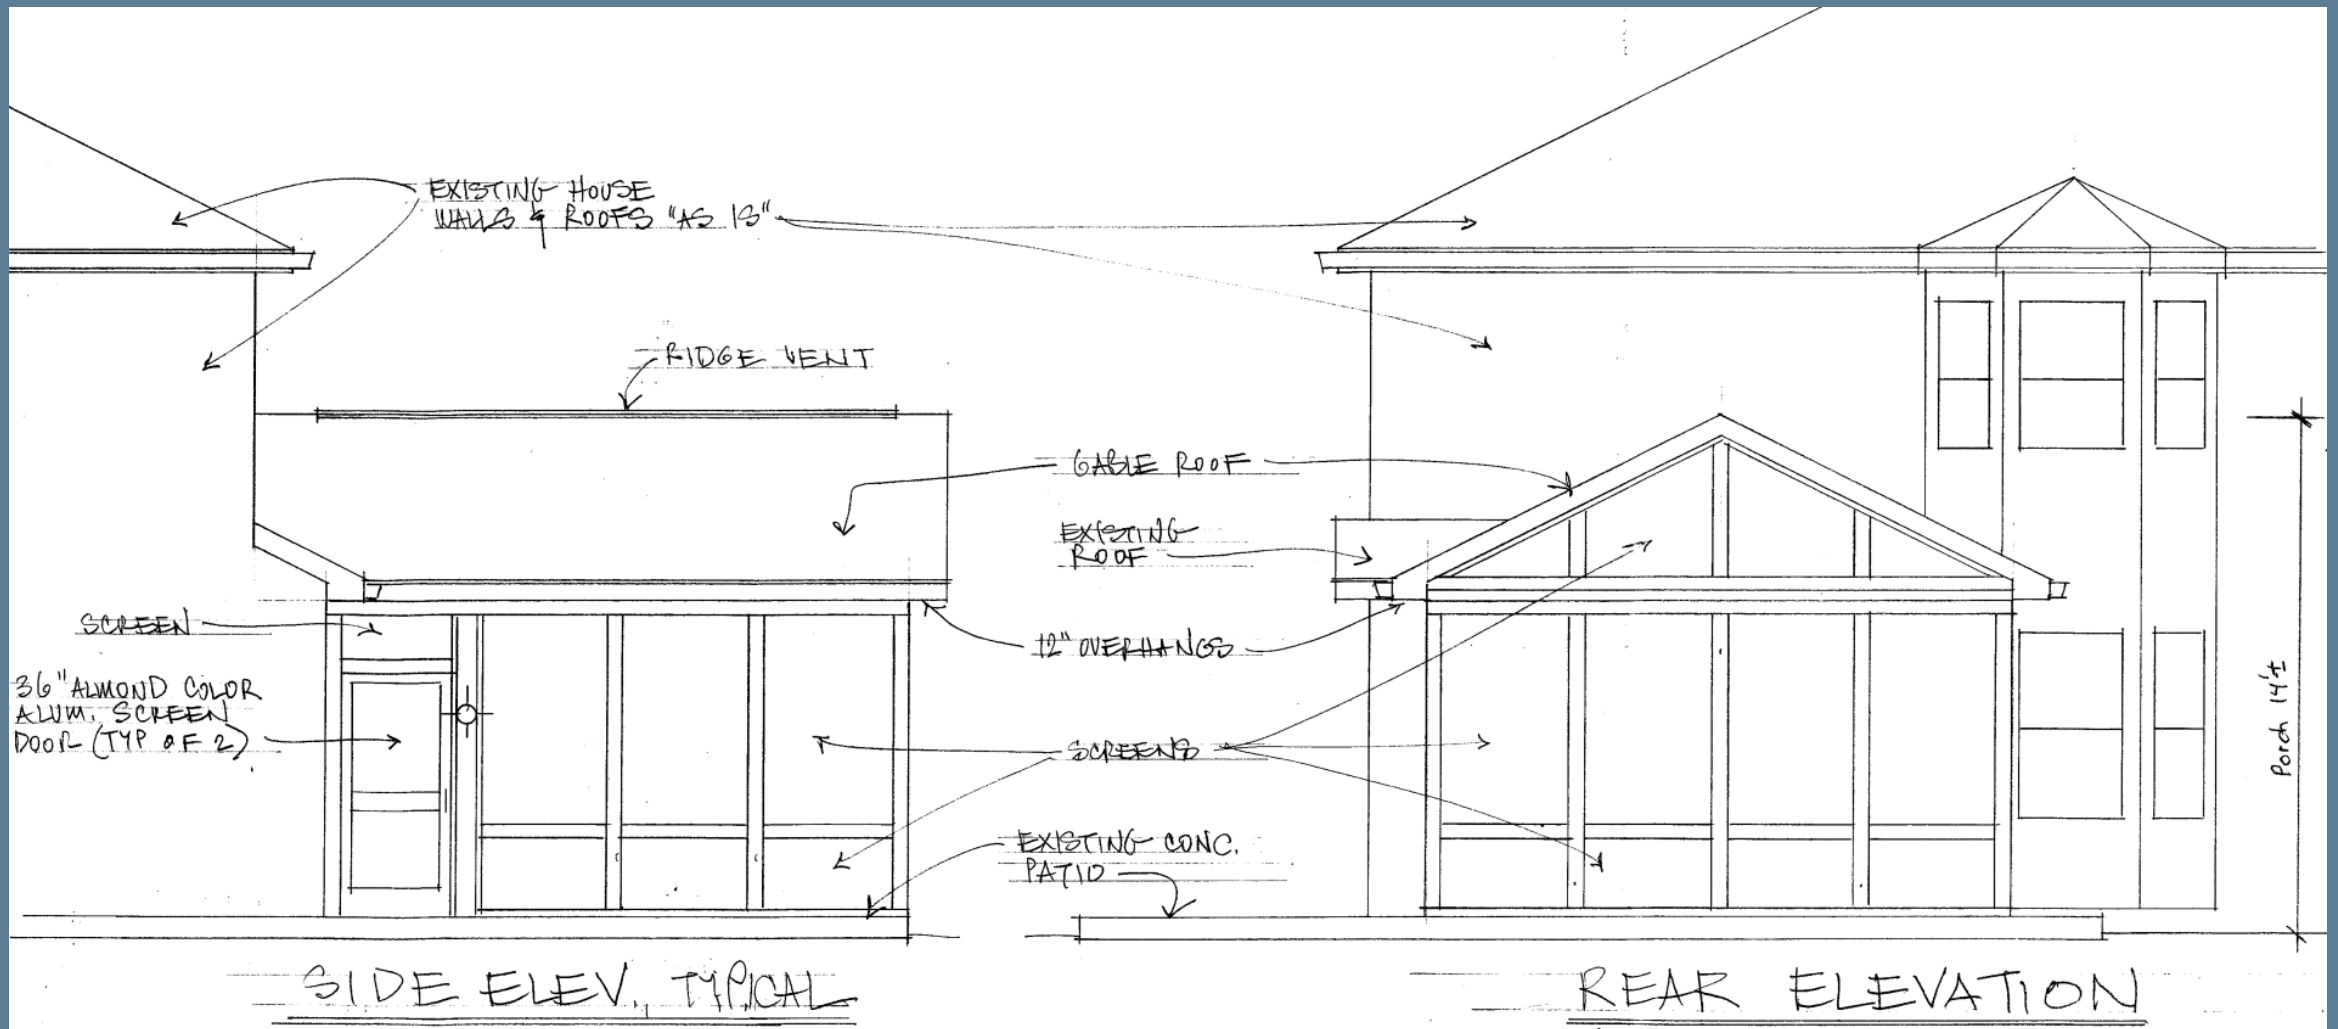 EXISTING HOUSE
WALLS & ROOFS "AS IS"
RIDGE VENT
GABLE ROOF
EXISTING
ROOF
SCREEN
12" OVERHANGS
36" ALMOND COLOR
ALUM. SCREEN
DOOR (TYP OF 2)
SCREENS
Porch 14'±
EXISTING CONC.
PATIO
SIDE ELEV., TYPICAL
REAR ELEVATION